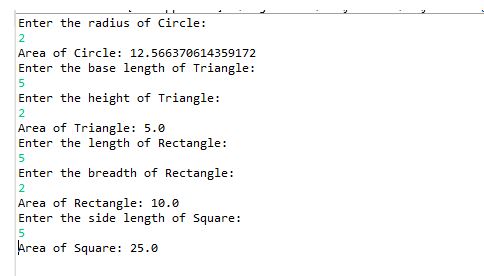 Enter the radius of Circle:
2
Area of Circle: 12.566370614359172
Enter the base length of Triangle:
5
Enter the height of Triangle:
2
Area of Triangle: 5.0
Enter the length of Rectangle:
5
Enter the breadth of Rectangle:
2
Area of Rectangle: 10.0
Enter the side length of Square:
5
Area of Square: 25.0